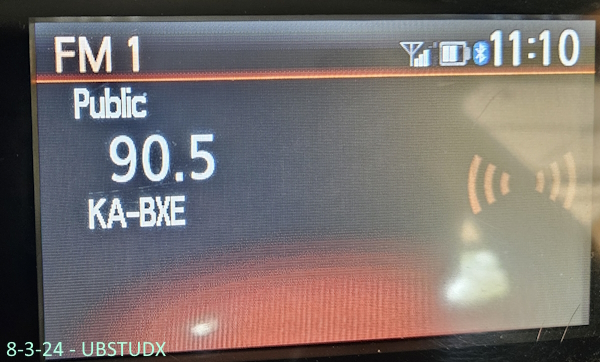 FM 1 11:10
Public
90.5
KA-BXE
8-3-24 - UBSTUDX